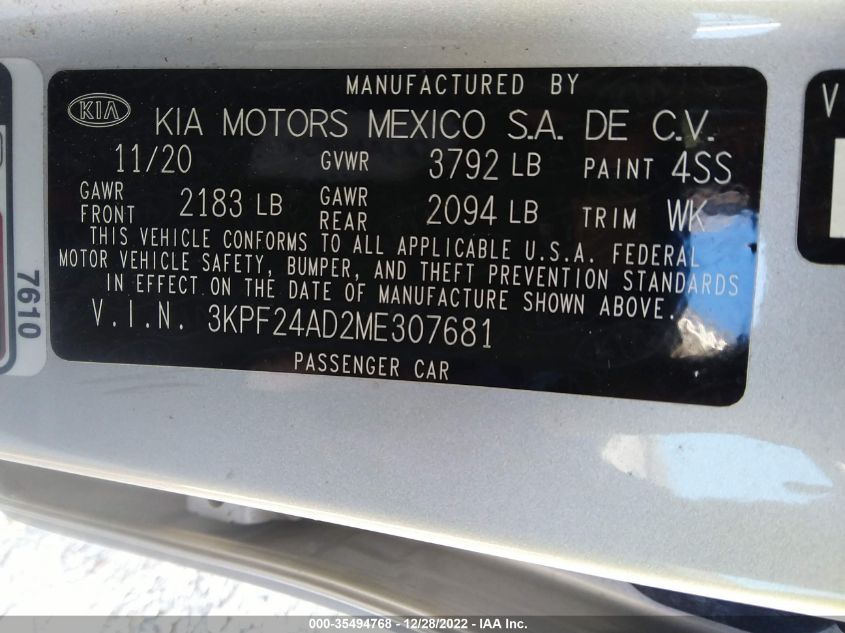 MANUFACTURED BY
KIA KIA MOTORS MEXICO S.A. DE C.V.
11/20 GVWR 3792 LB PAINT 4SS
GAWR FRONT 2183 LB GAWR REAR 2094 LB TRIM WK
THIS VEHICLE CONFORMS TO ALL APPLICABLE U.S.A. FEDERAL
MOTOR VEHICLE SAFETY, BUMPER, AND THEFT PREVENTION STANDARDS
IN EFFECT ON THE DATE OF MANUFACTURE SHOWN ABOVE.
V.I.N. 3KPF24AD2ME307681
PASSENGER CAR
7610
V
000-35494768 - 12/28/2022 - IAA Inc.